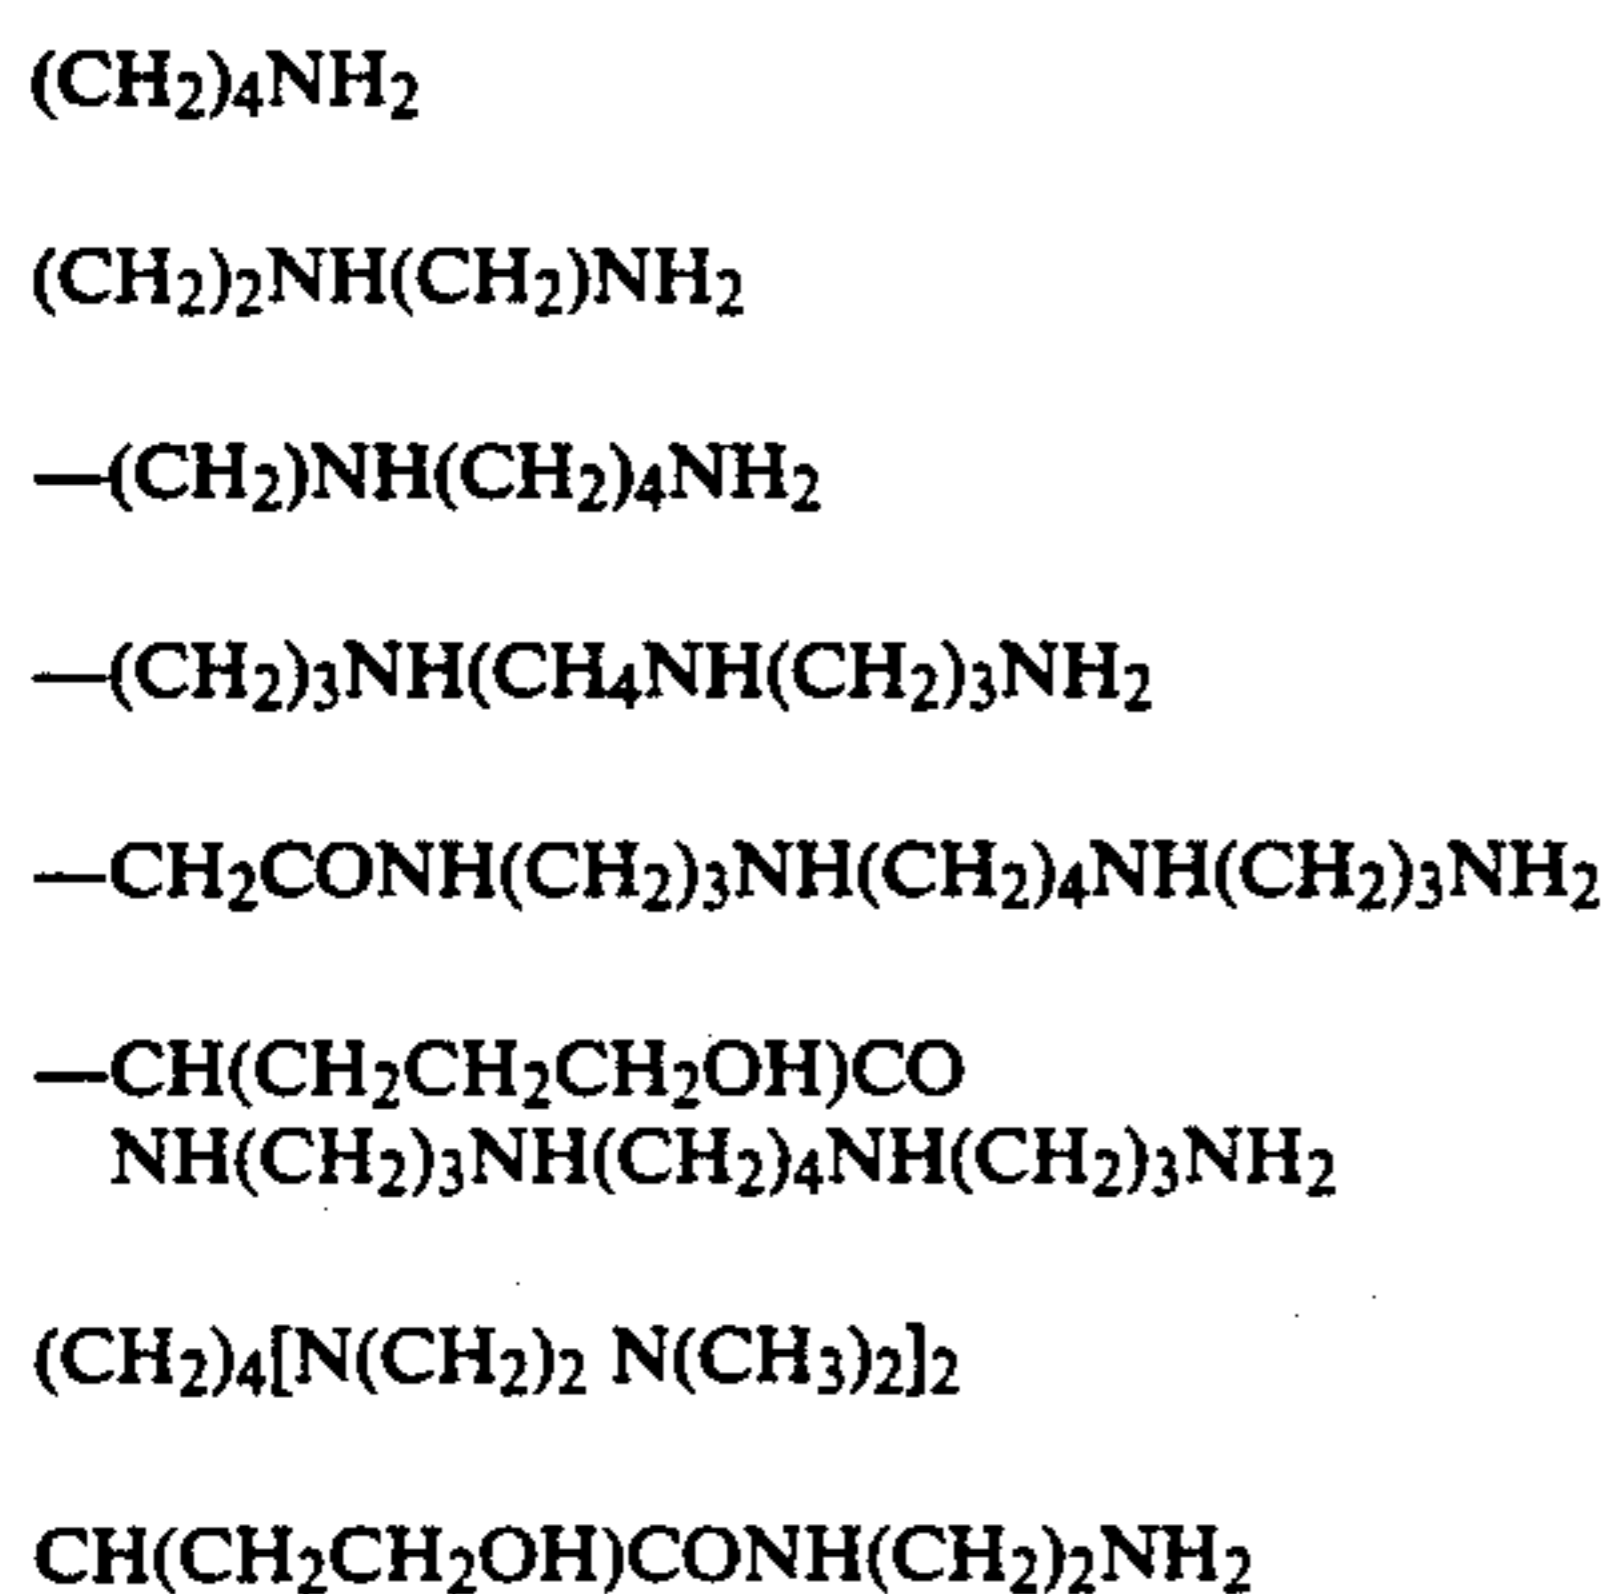 (CH₂)₄NH₂
(CH₂)₂NH(CH₂)NH₂
—(CH₂)NH(CH₂)₄NH₂
—(CH₂)₃NH(CH₄NH(CH₂)₃NH₂
—CH₂CONH(CH₂)₃NH(CH₂)₄NH(CH₂)₃NH₂
—CH(CH₂CH₂CH₂OH)CO
NH(CH₂)₃NH(CH₂)₄NH(CH₂)₃NH₂
(CH₂)₄[N(CH₂)₂ N(CH₃)₂]₂
CH(CH₂CH₂OH)CONH(CH₂)₂NH₂